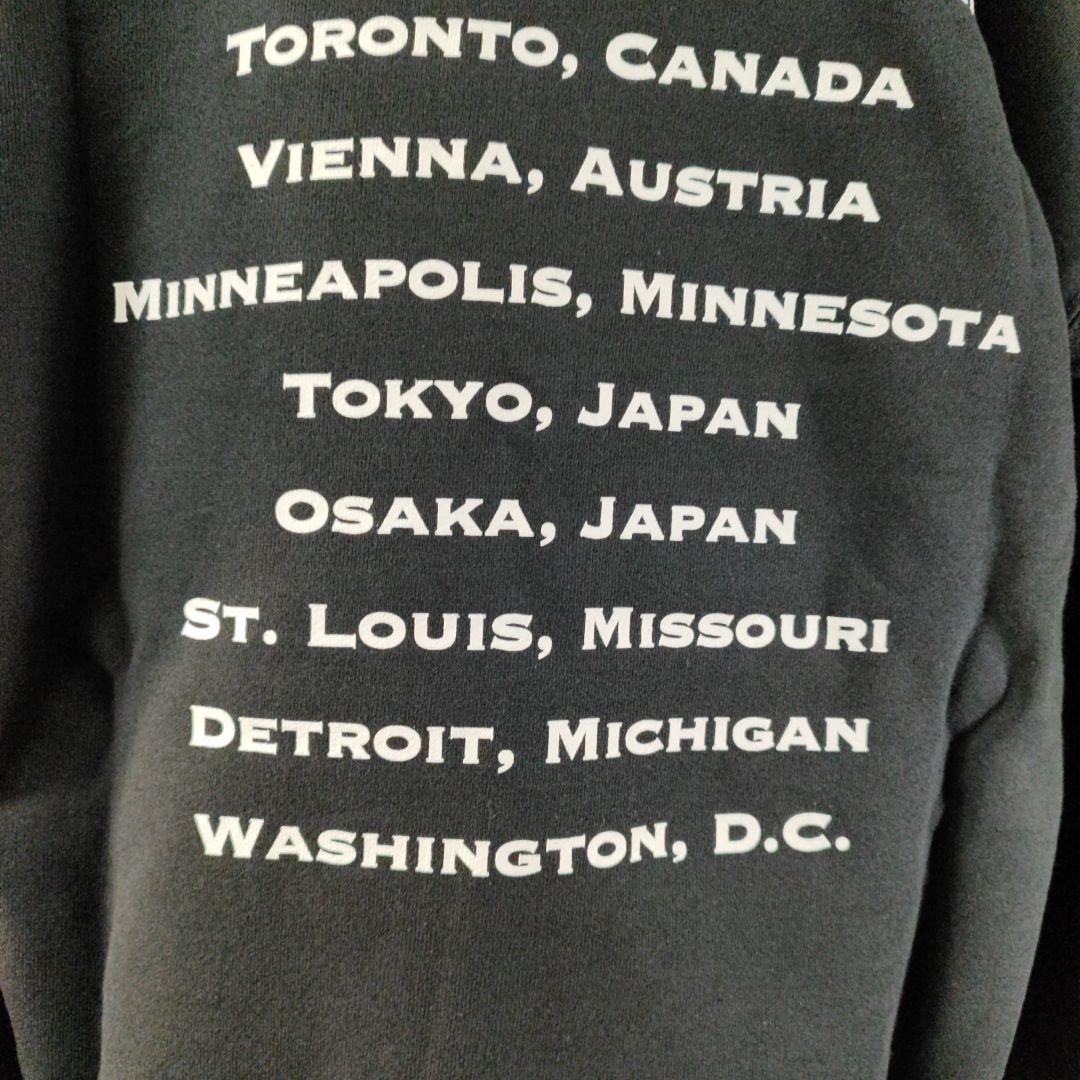 TORONTO, CANADA
VIENNA, AUSTRIA
MINNEAPOLIS, MINNESOTA
TOKYO, JAPAN
OSAKA, JAPAN
ST. LOUIS, MISSOURI
DETROIT, MICHIGAN
WASHINGTON, D.C.